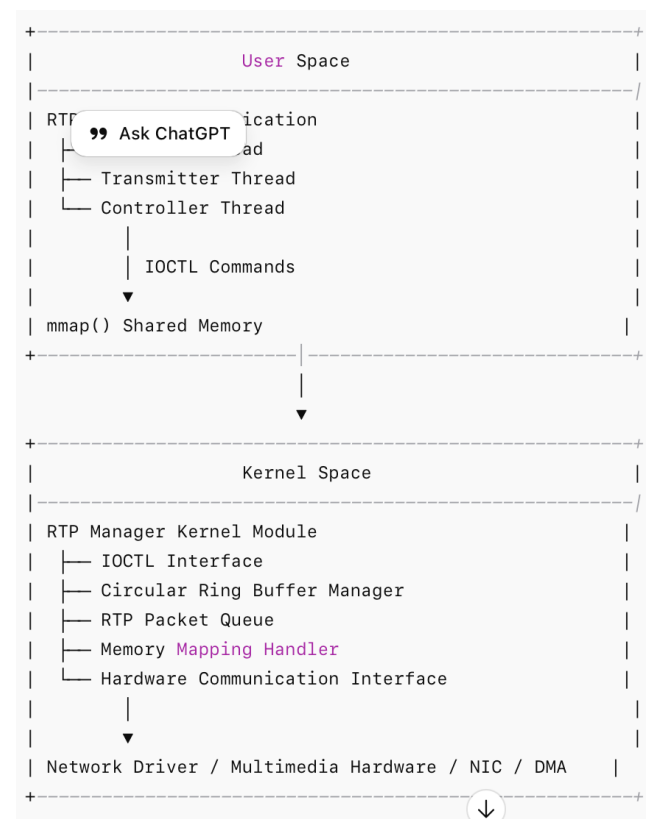 User Space
RTP
ication
Ask ChatGPT
ad
Transmitter Thread
Controller Thread
IOCTL Commands
mmap() Shared Memory
Kernel Space
RTP Manager Kernel Module
IOCTL Interface
Circular Ring Buffer Manager
RTP Packet Queue
Memory Mapping Handler
Hardware Communication Interface
Network Driver / Multimedia Hardware / NIC / DMA